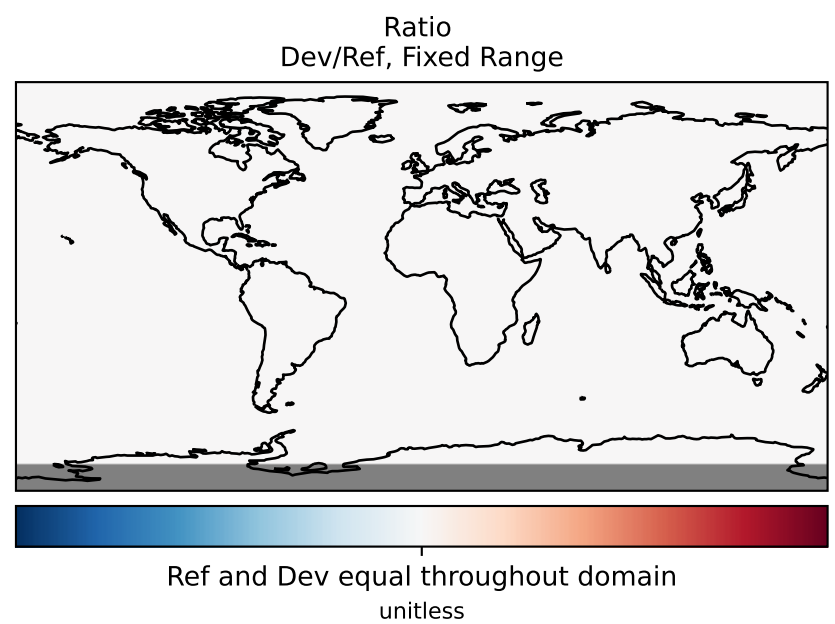 Ratio
Dev/Ref, Fixed Range
Ref and Dev equal throughout domain
unitless